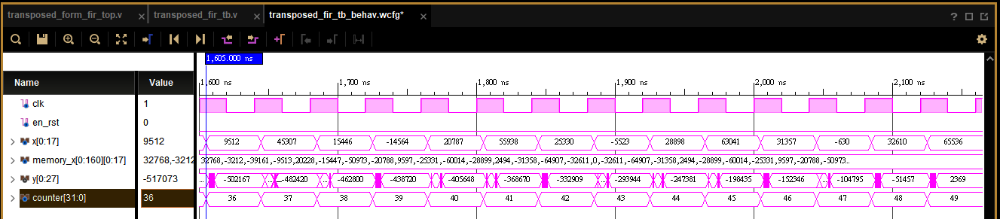 transposed_form_fir_top.v transposed_fir_tb.v transposed_fir_tb_behav.wcfg*
1,605.000 ns
Name Value
1,600 ns 1,700 ns 1,800 ns 1,900 ns 2,000 ns 2,100 ns
clk 1
en_rst 0
x[0:17] 9512 9512 45307 15446 -14564 20787 55938 25330 -5523 28898 63041 31357 -630 32610 65536
memory_x[0:160][0:17] 32768,-3212 32768,-3212,-39161,-9513,20228,-15447,-50973,-20788,9597,-25331,-60014,-28899,2494,-31358,-64907,-32611,0,-32611,-64907,-31358,2494,-28899,-60014,-25331,9597,-20788,-50973...
y[0:27] -517073 ... -502167 ... -482420 ... -462800 -438720 ... -405648 -368670 -332909 ... -293944 ... -247381 -198435 -152346 ... -104795 -51457 2369
counter[31:0] 36 36 37 38 39 40 41 42 43 44 45 46 47 48 49